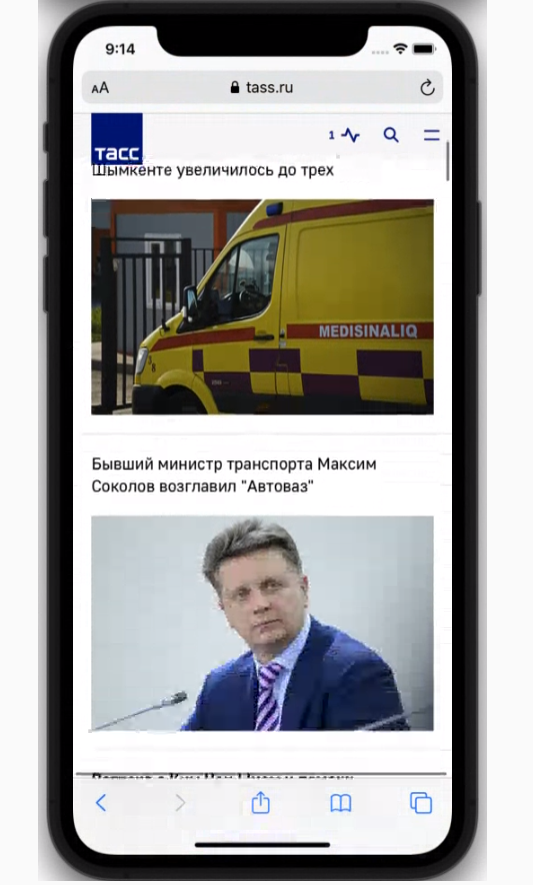 9:14
AA
tass.ru
ТАСС
1
Шымкенте увеличилось до трех
MEDISINALIQ
Бывший министр транспорта Максим
Соколов возглавил "Автоваз"